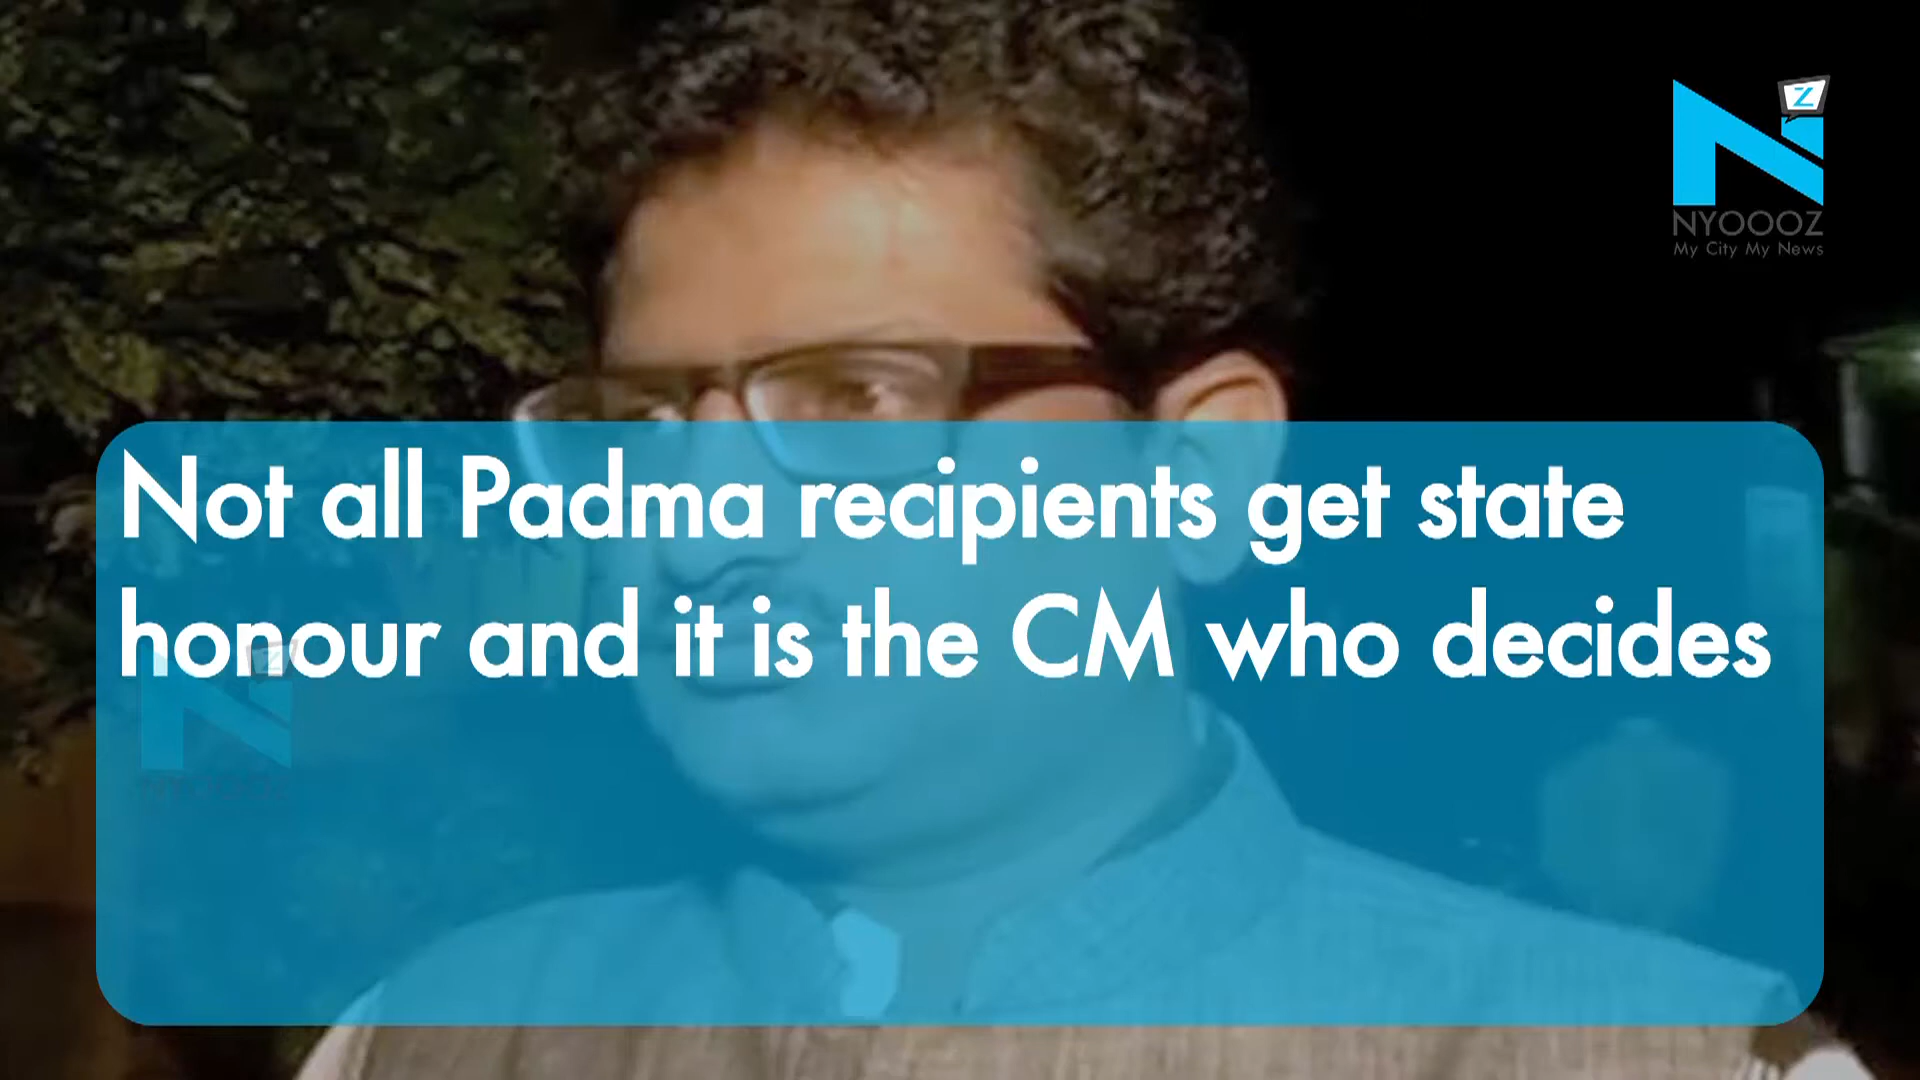 Z
NYOOOZ
My City My News
Not all Padma recipients get state
honour and it is the CM who decides